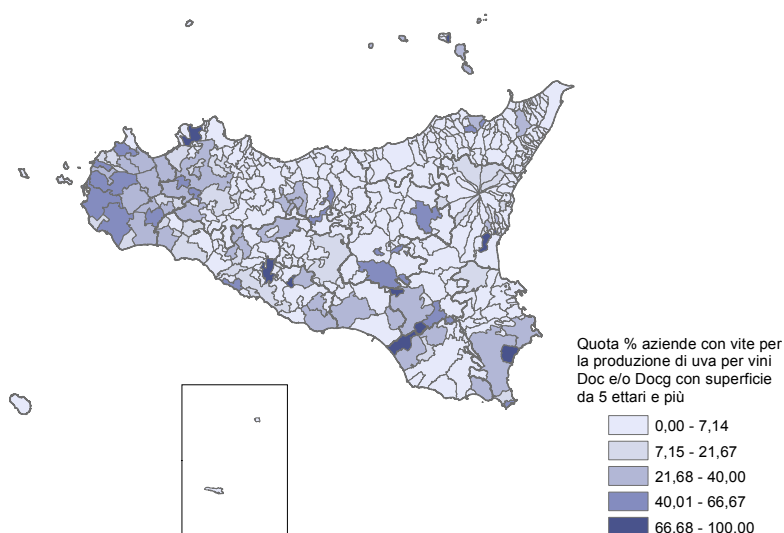 Quota % aziende con vite per
la produzione di uva per vini
Doc e/o Docg con superficie
da 5 ettari e più
0,00 - 7,14
7,15 - 21,67
21,68 - 40,00
40,01 - 66,67
66,68 - 100,00